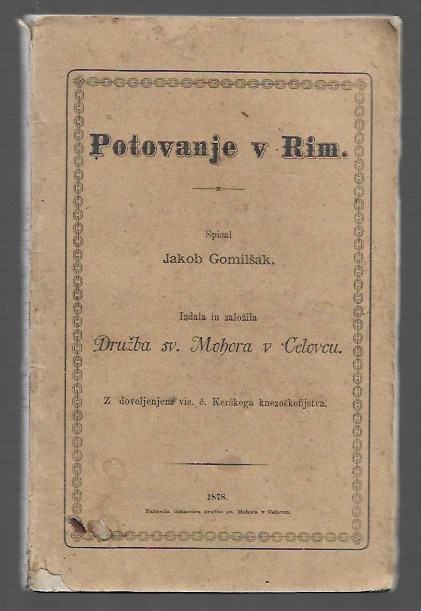 Potovanje v Rim.
Spisal
Jakob Gomilšak.
Izdala in založila
Družba sv. Mohora v Celovcu.
Z dovoljenjem vis. č. Kerškega knezoškofijstva.
1878.
Natisnila tiskarnica družbe sv. Mohora v Celovcu.